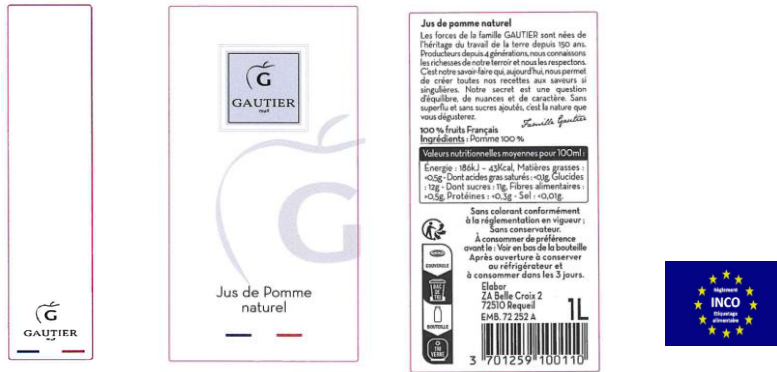 G
GAUTIER
G
GAUTIER
G
Jus de Pomme
naturel
Jus de pomme naturel
Les forces de la famille GAUTIER sont nées de
l'héritage du travail de la terre depuis 150 ans.
Producteurs depuis 4 générations, nous connaissons
les richesses de notre terroir et nous les respectons.
C'est notre savoir-faire qui, aujourd'hui, nous permet
de créer toutes nos recettes aux saveurs si
singulières. Notre secret est une question
d'équilibre, de nuances et de caractère. Sans
superflu et sans sucres ajoutés, c'est la nature que
vous dégusterez.
Famille Gautier
100 % fruits Français
Ingrédients : Pomme 100 %
Valeurs nutritionnelles moyennes pour 100ml :
Énergie : 186kJ – 43Kcal, Matières grasses :
<0,5g - Dont acides gras saturés : <0,1g, Glucides
: 12g - Dont sucres : 11g, Fibres alimentaires :
<0,5g, Protéines : <0,3g - Sel : <0,01g.
Sans colorant conformément
à la réglementation en vigueur ;
Sans conservateur.
À consommer de préférence
avant le : Voir en bas de la bouteille
Après ouverture à conserver
au réfrigérateur et
à consommer dans les 3 jours.
COUVERCLE
BAC
DE
TRI
BOUTEILLE
TRI
VERRE
Elabor
ZA Belle Croix 2
72510 Requeil
EMB. 72 252 A
1L
3 701259 100110
Règlement
INCO
Etiquetage
alimentaire